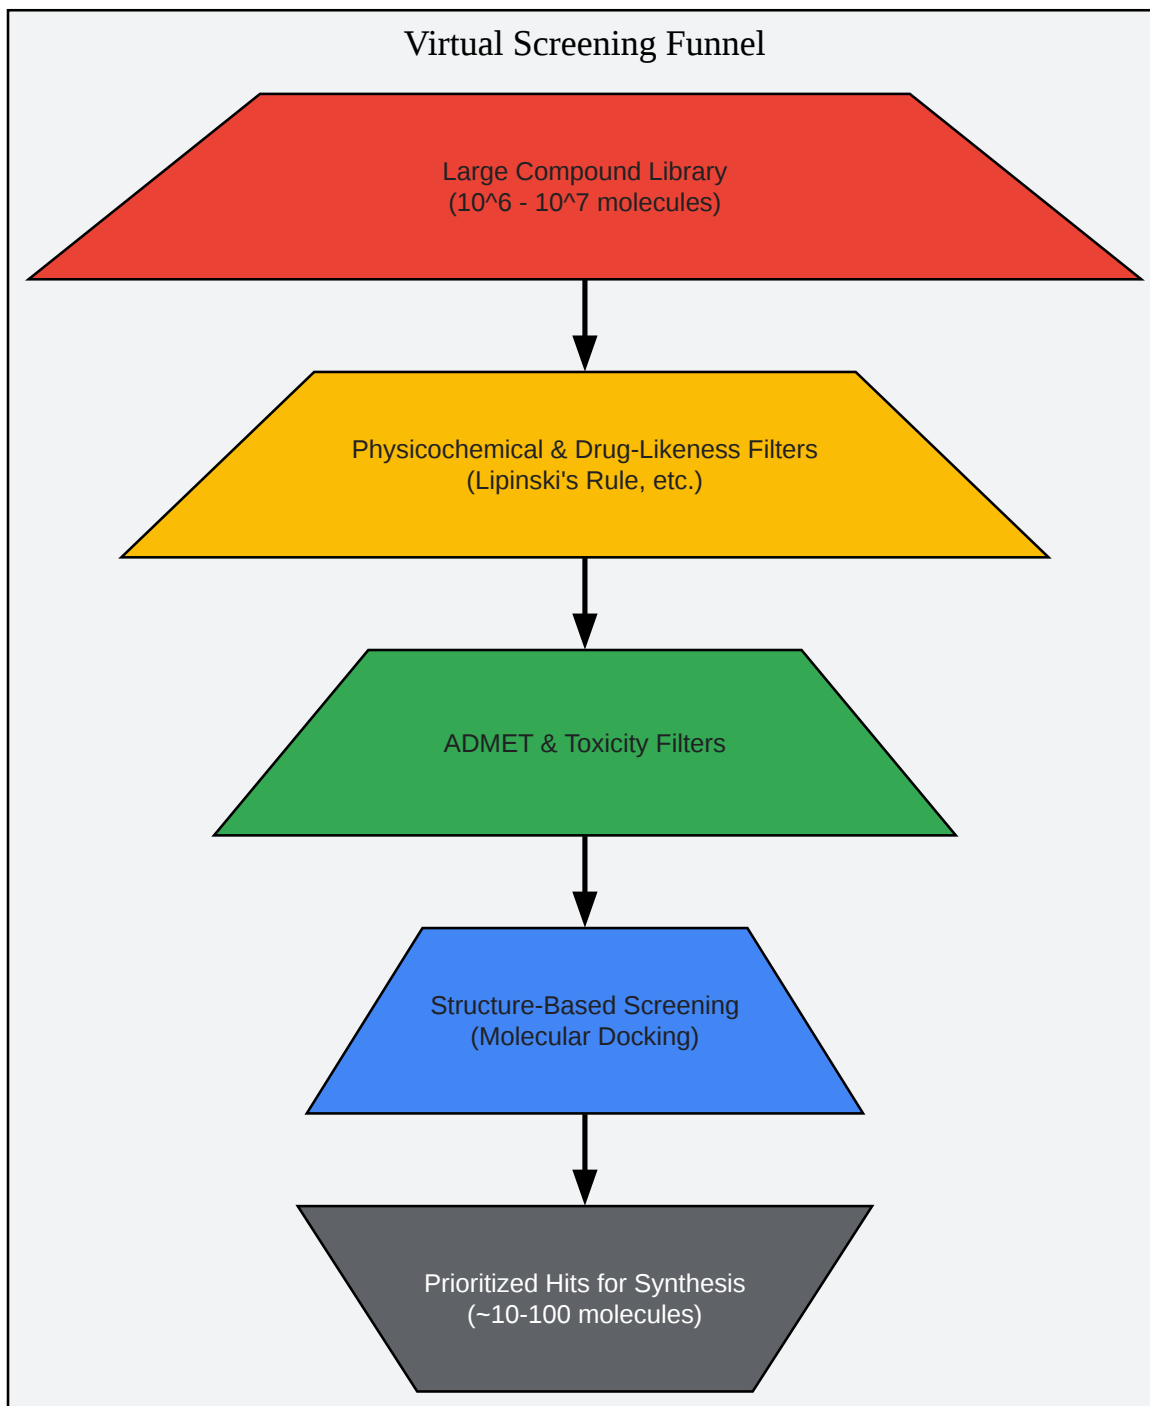 Virtual Screening Funnel
Large Compound Library
(10^6 - 10^7 molecules)
Physicochemical & Drug-Likeness Filters
(Lipinski's Rule, etc.)
ADMET & Toxicity Filters
Structure-Based Screening
(Molecular Docking)
Prioritized Hits for Synthesis
(~10-100 molecules)